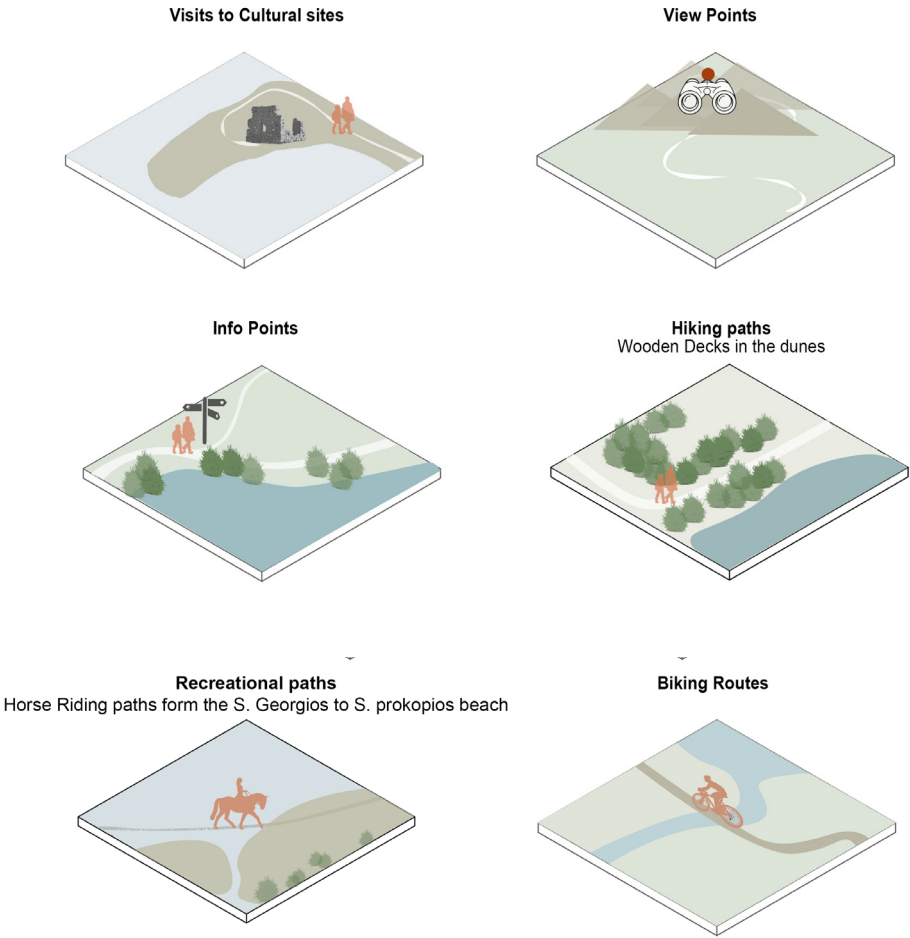 Visits to Cultural sites
View Points
Info Points
Hiking paths
Wooden Decks in the dunes
Recreational paths
Horse Riding paths form the S. Georgios to S. prokopios beach
Biking Routes